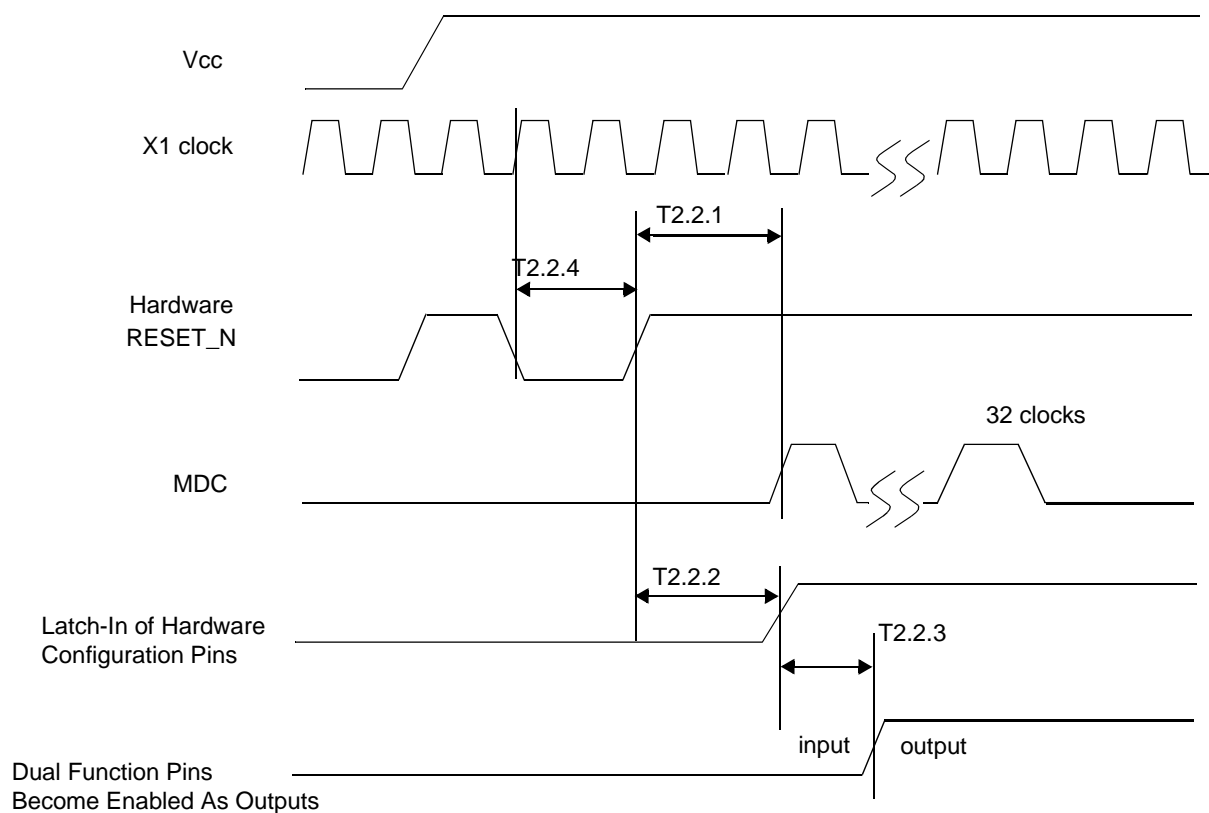 Vcc
X1 clock
T2.2.1
T2.2.4
Hardware
RESET_N
32 clocks
MDC
T2.2.2
Latch-In of Hardware
Configuration Pins
T2.2.3
input
output
Dual Function Pins
Become Enabled As Outputs